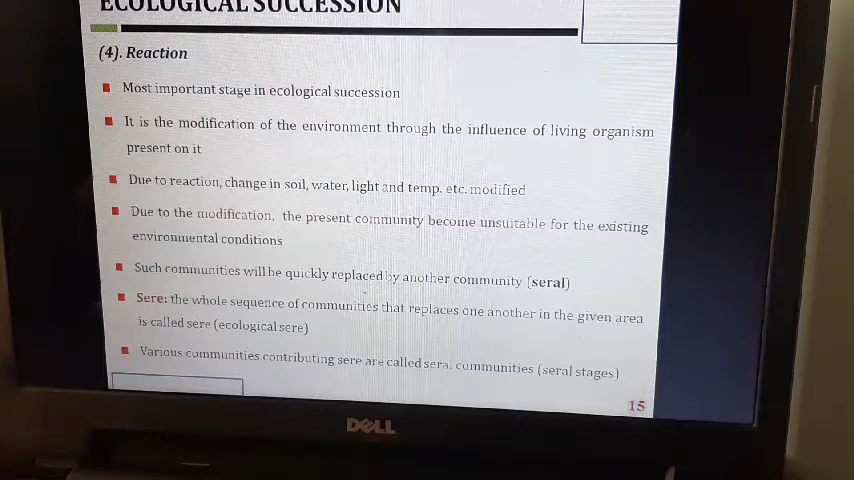 ECOLOGICAL SUCCESSION
(4). Reaction
Most important stage in ecological succession
It is the modification of the environment through the influence of living organism
present on it
Due to reaction, change in soil, water, light and temp. etc. modified
Due to the modification, the present community become unsuitable for the existing
environmental conditions
Such communities will be quickly replaced by another community (seral)
Sere: the whole sequence of communities that replaces one another in the given area
is called sere (ecological sere)
Various communities contributing sere are called seral communities (seral stages)
15
DELL